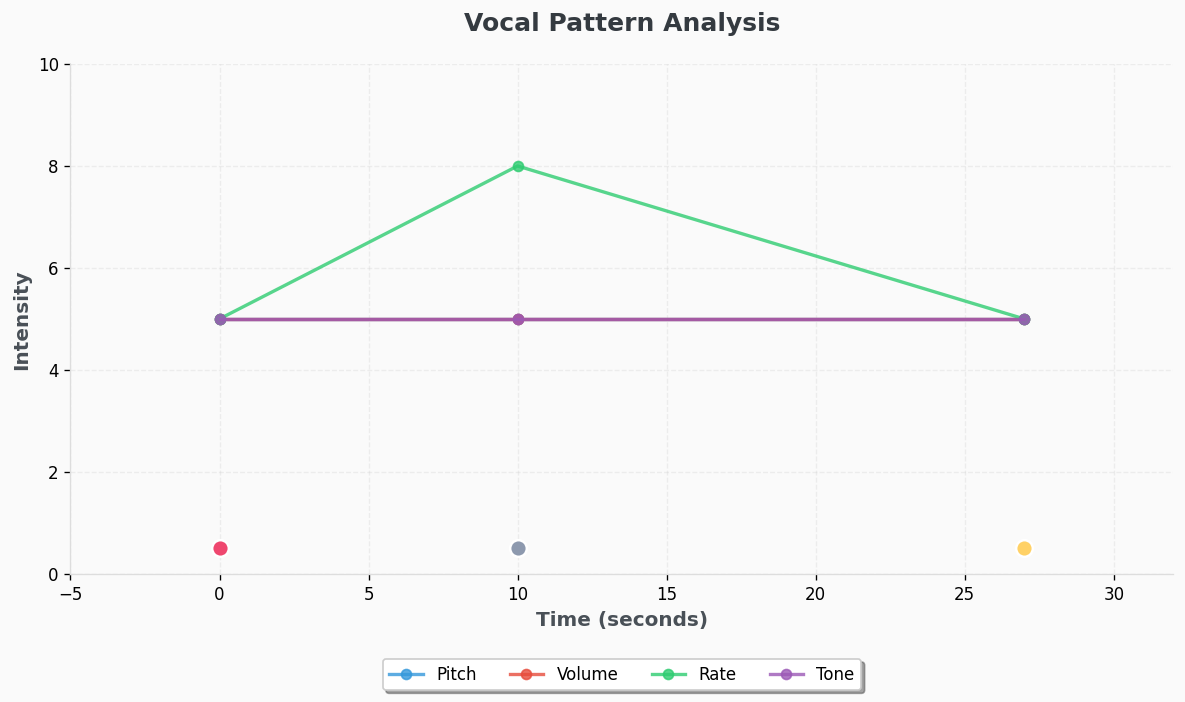 Vocal Pattern Analysis
10
8
6
4
2
0
Intensity
−5 0 5 10 15 20 25 30
Time (seconds)
Pitch Volume Rate Tone